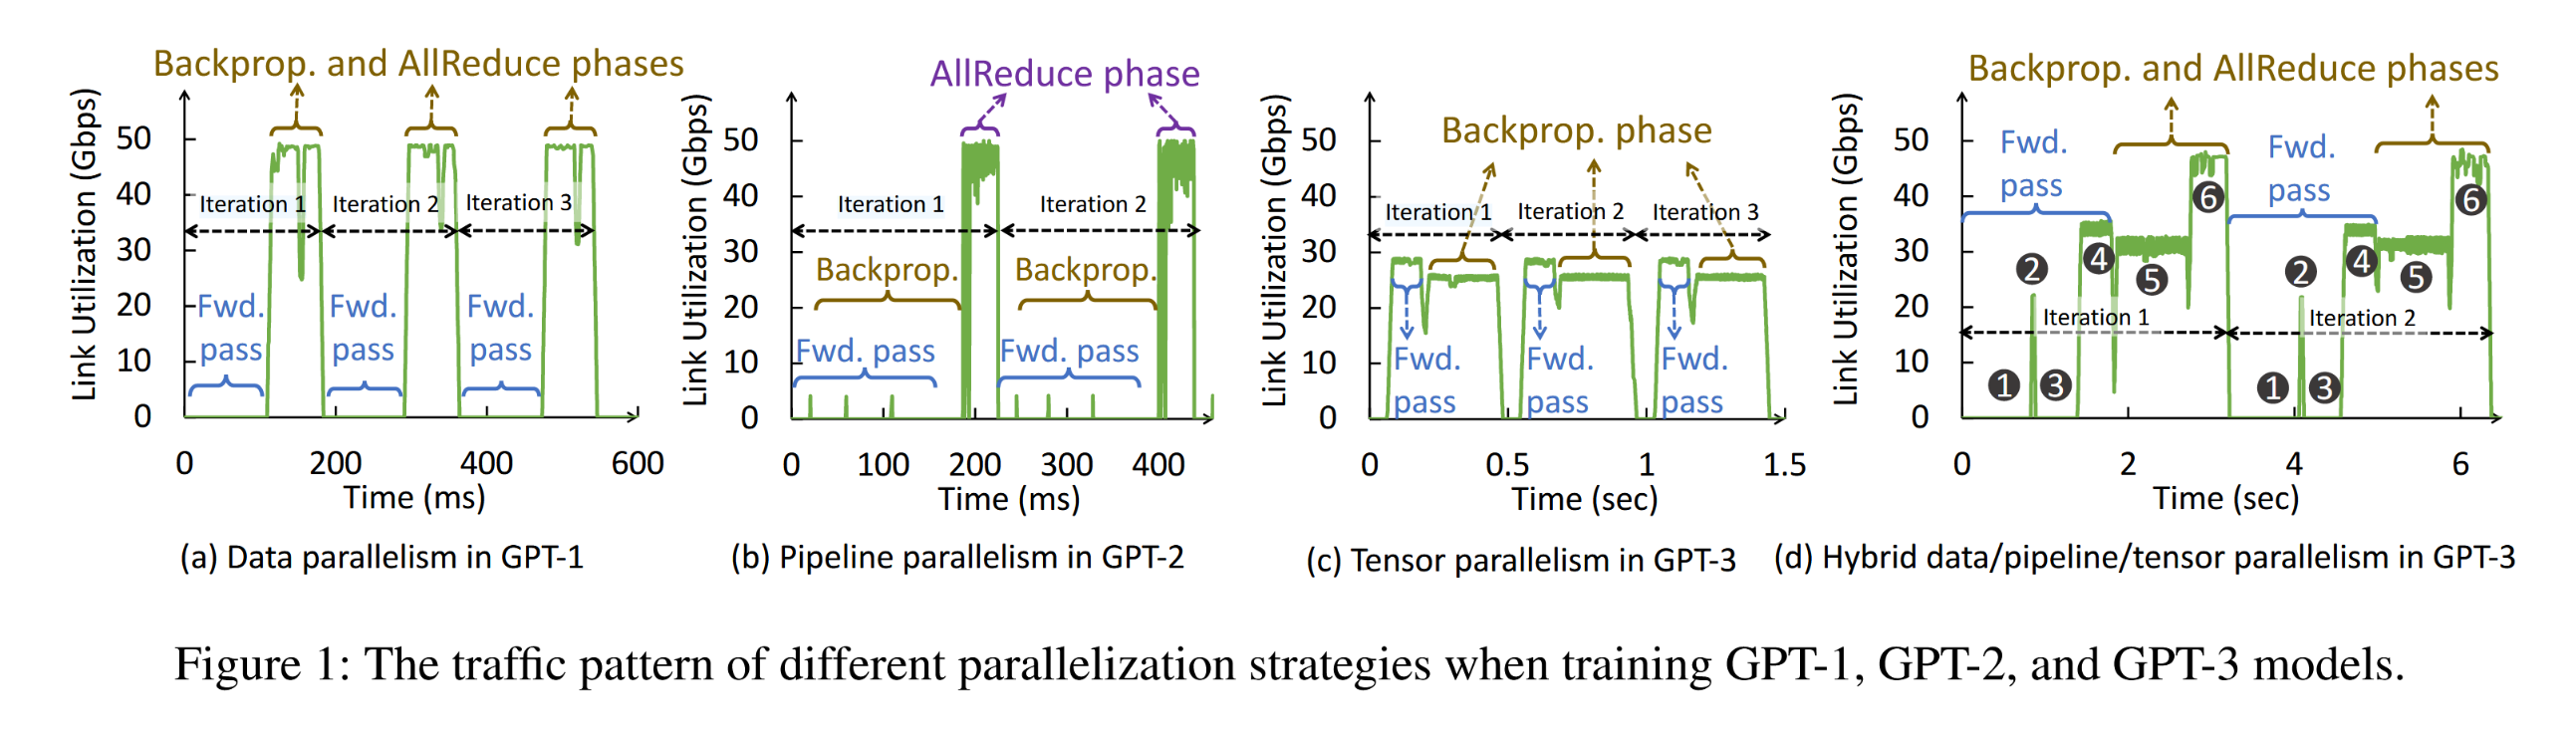 Backprop. and AllReduce phases
Link Utilization (Gbps)
50
40
30
20
10
0
Iteration 1
Iteration 2
Iteration 3
Fwd.
pass
Fwd.
pass
Fwd.
pass
0
200
400
600
Time (ms)
(a) Data parallelism in GPT-1
AllReduce phase
Link Utilization (Gbps)
50
40
30
20
10
0
Iteration 1
Iteration 2
Backprop.
Backprop.
Fwd. pass
Fwd. pass
0
100
200
300
400
Time (ms)
(b) Pipeline parallelism in GPT-2
Backprop. phase
Link Utilization (Gbps)
50
40
30
20
10
0
Iteration 1
Iteration 2
Iteration 3
Fwd.
pass
Fwd.
pass
Fwd.
pass
0
0.5
1
1.5
Time (sec)
(c) Tensor parallelism in GPT-3
Backprop. and AllReduce phases
Link Utilization (Gbps)
50
40
30
20
10
0
Fwd.
pass
Fwd.
pass
1
2
3
4
5
6
1
2
3
4
5
6
Iteration 1
Iteration 2
0
2
4
6
Time (sec)
(d) Hybrid data/pipeline/tensor parallelism in GPT-3
Figure 1: The traffic pattern of different parallelization strategies when training GPT-1, GPT-2, and GPT-3 models.